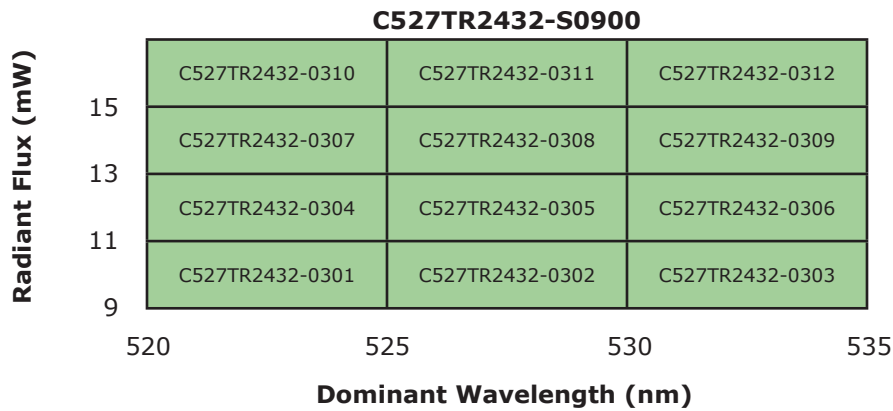 C527TR2432-S0900
Radiant Flux (mW)
C527TR2432-0310 C527TR2432-0311 C527TR2432-0312
15
C527TR2432-0307 C527TR2432-0308 C527TR2432-0309
13
C527TR2432-0304 C527TR2432-0305 C527TR2432-0306
11
C527TR2432-0301 C527TR2432-0302 C527TR2432-0303
9
520 525 530 535
Dominant Wavelength (nm)